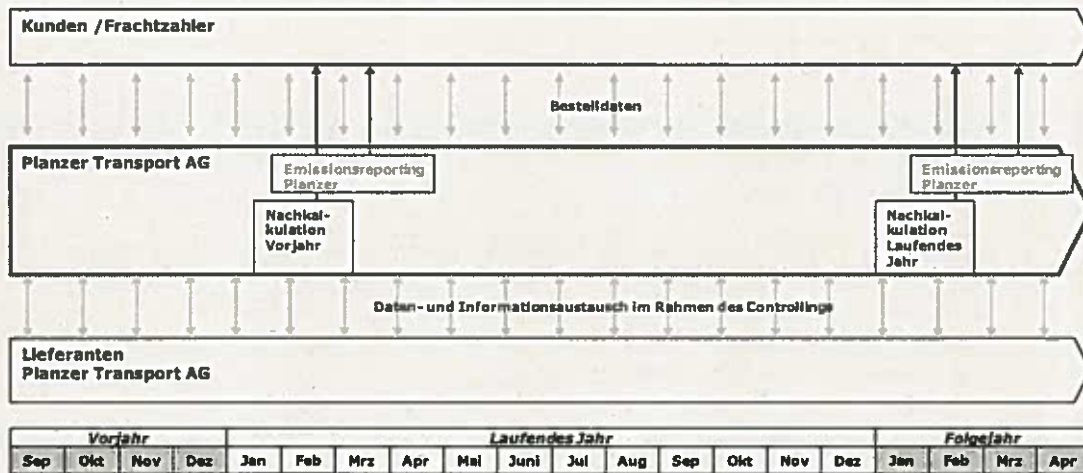 Kunden /Frachtzahler
Bestelldaten
Planzer Transport AG
Emissionsreporting
Planzer
Emissionsreporting
Planzer
Nachkal-
kulation
Vorjahr
Nachkal-
kulation
Laufendes
Jahr
Daten- und Informationsaustausch im Rahmen des Controllings
Lieferanten
Planzer Transport AG
Vorjahr Laufendes Jahr Folgejahr
Sep Okt Nov Dez Jan Feb Mrz Apr Mai Juni Jul Aug Sep Okt Nov Dez Jan Feb Mrz Apr